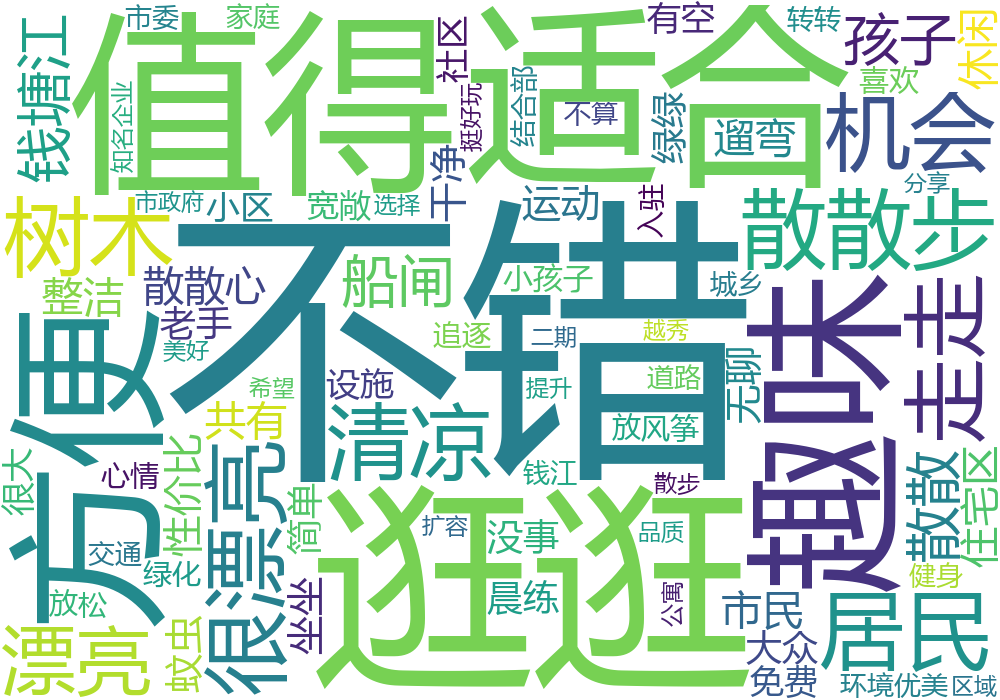 市委
家庭
有空
转转
孩子
休闲
值得
适合
钱塘江
知名企业
社区
挺好玩
结合部
不算
绿绿
遛弯
喜欢
机会
分享
市政府
小区
宽敞
选择
干净
运动
入驻
散散步
树木
不错
整洁
散散心
船闸
小孩子
城乡
老手
美好
追逐
二期
越秀
方便
希望
设施
提升
道路
无聊
趣味
走走
共有
清凉
放风筝
很大
心情
性价比
很漂亮
钱江
散步
散散
住宅区
简单
逛逛
扩容
没事
品质
交通
绿化
健身
放松
坐坐
晨练
公寓
市民
居民
漂亮
蚊虫
大众
免费
环境优美
区域